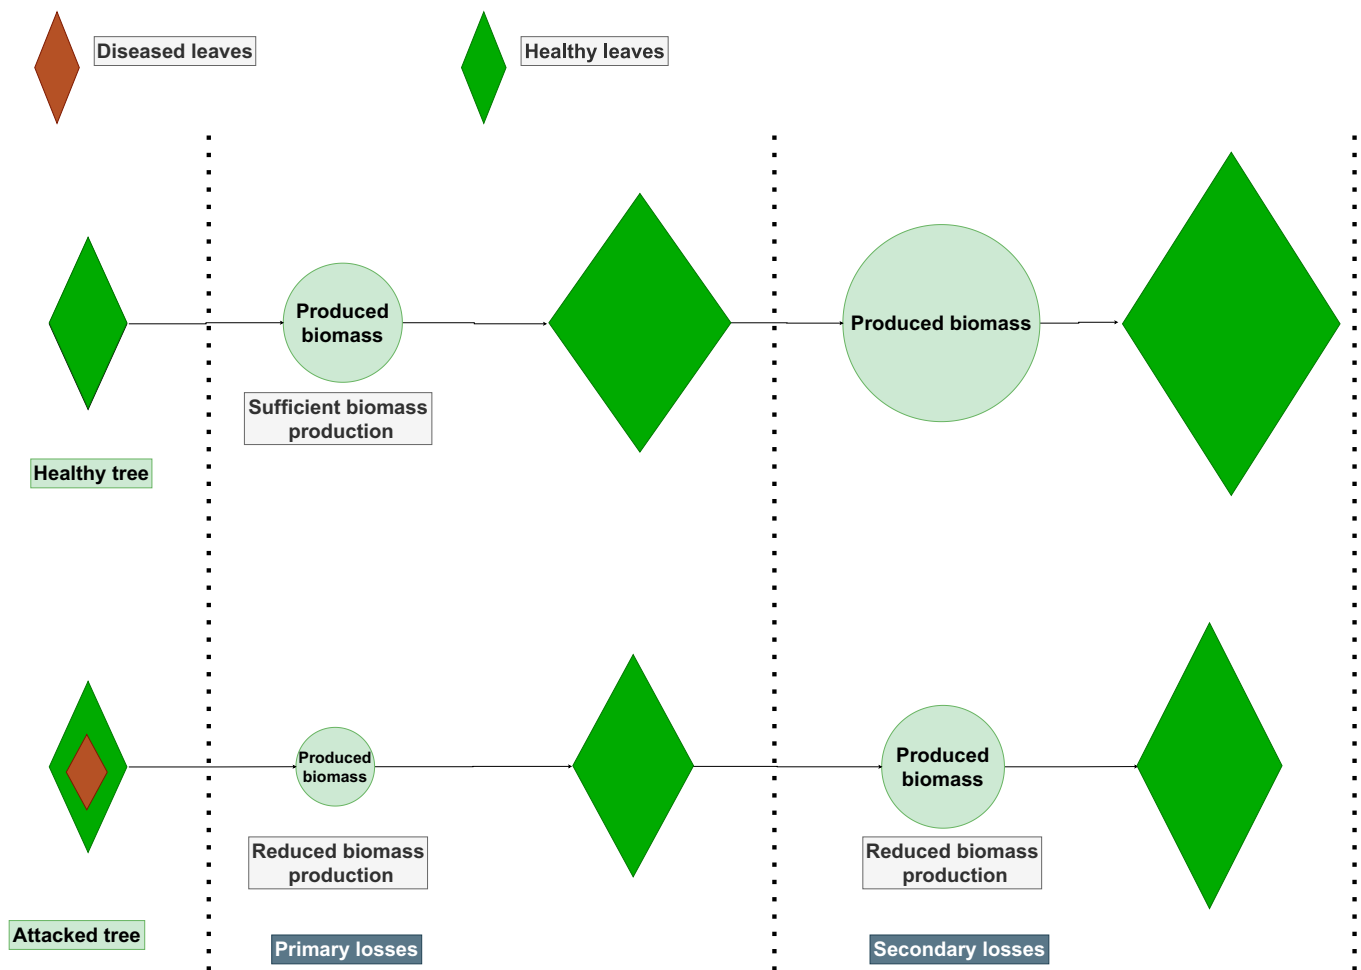 Diseased leaves
Healthy leaves
Produced
biomass
Produced biomass
Sufficient biomass
production
Healthy tree
Produced
biomass
Produced
biomass
Reduced biomass
production
Reduced biomass
production
Attacked tree
Primary losses
Secondary losses